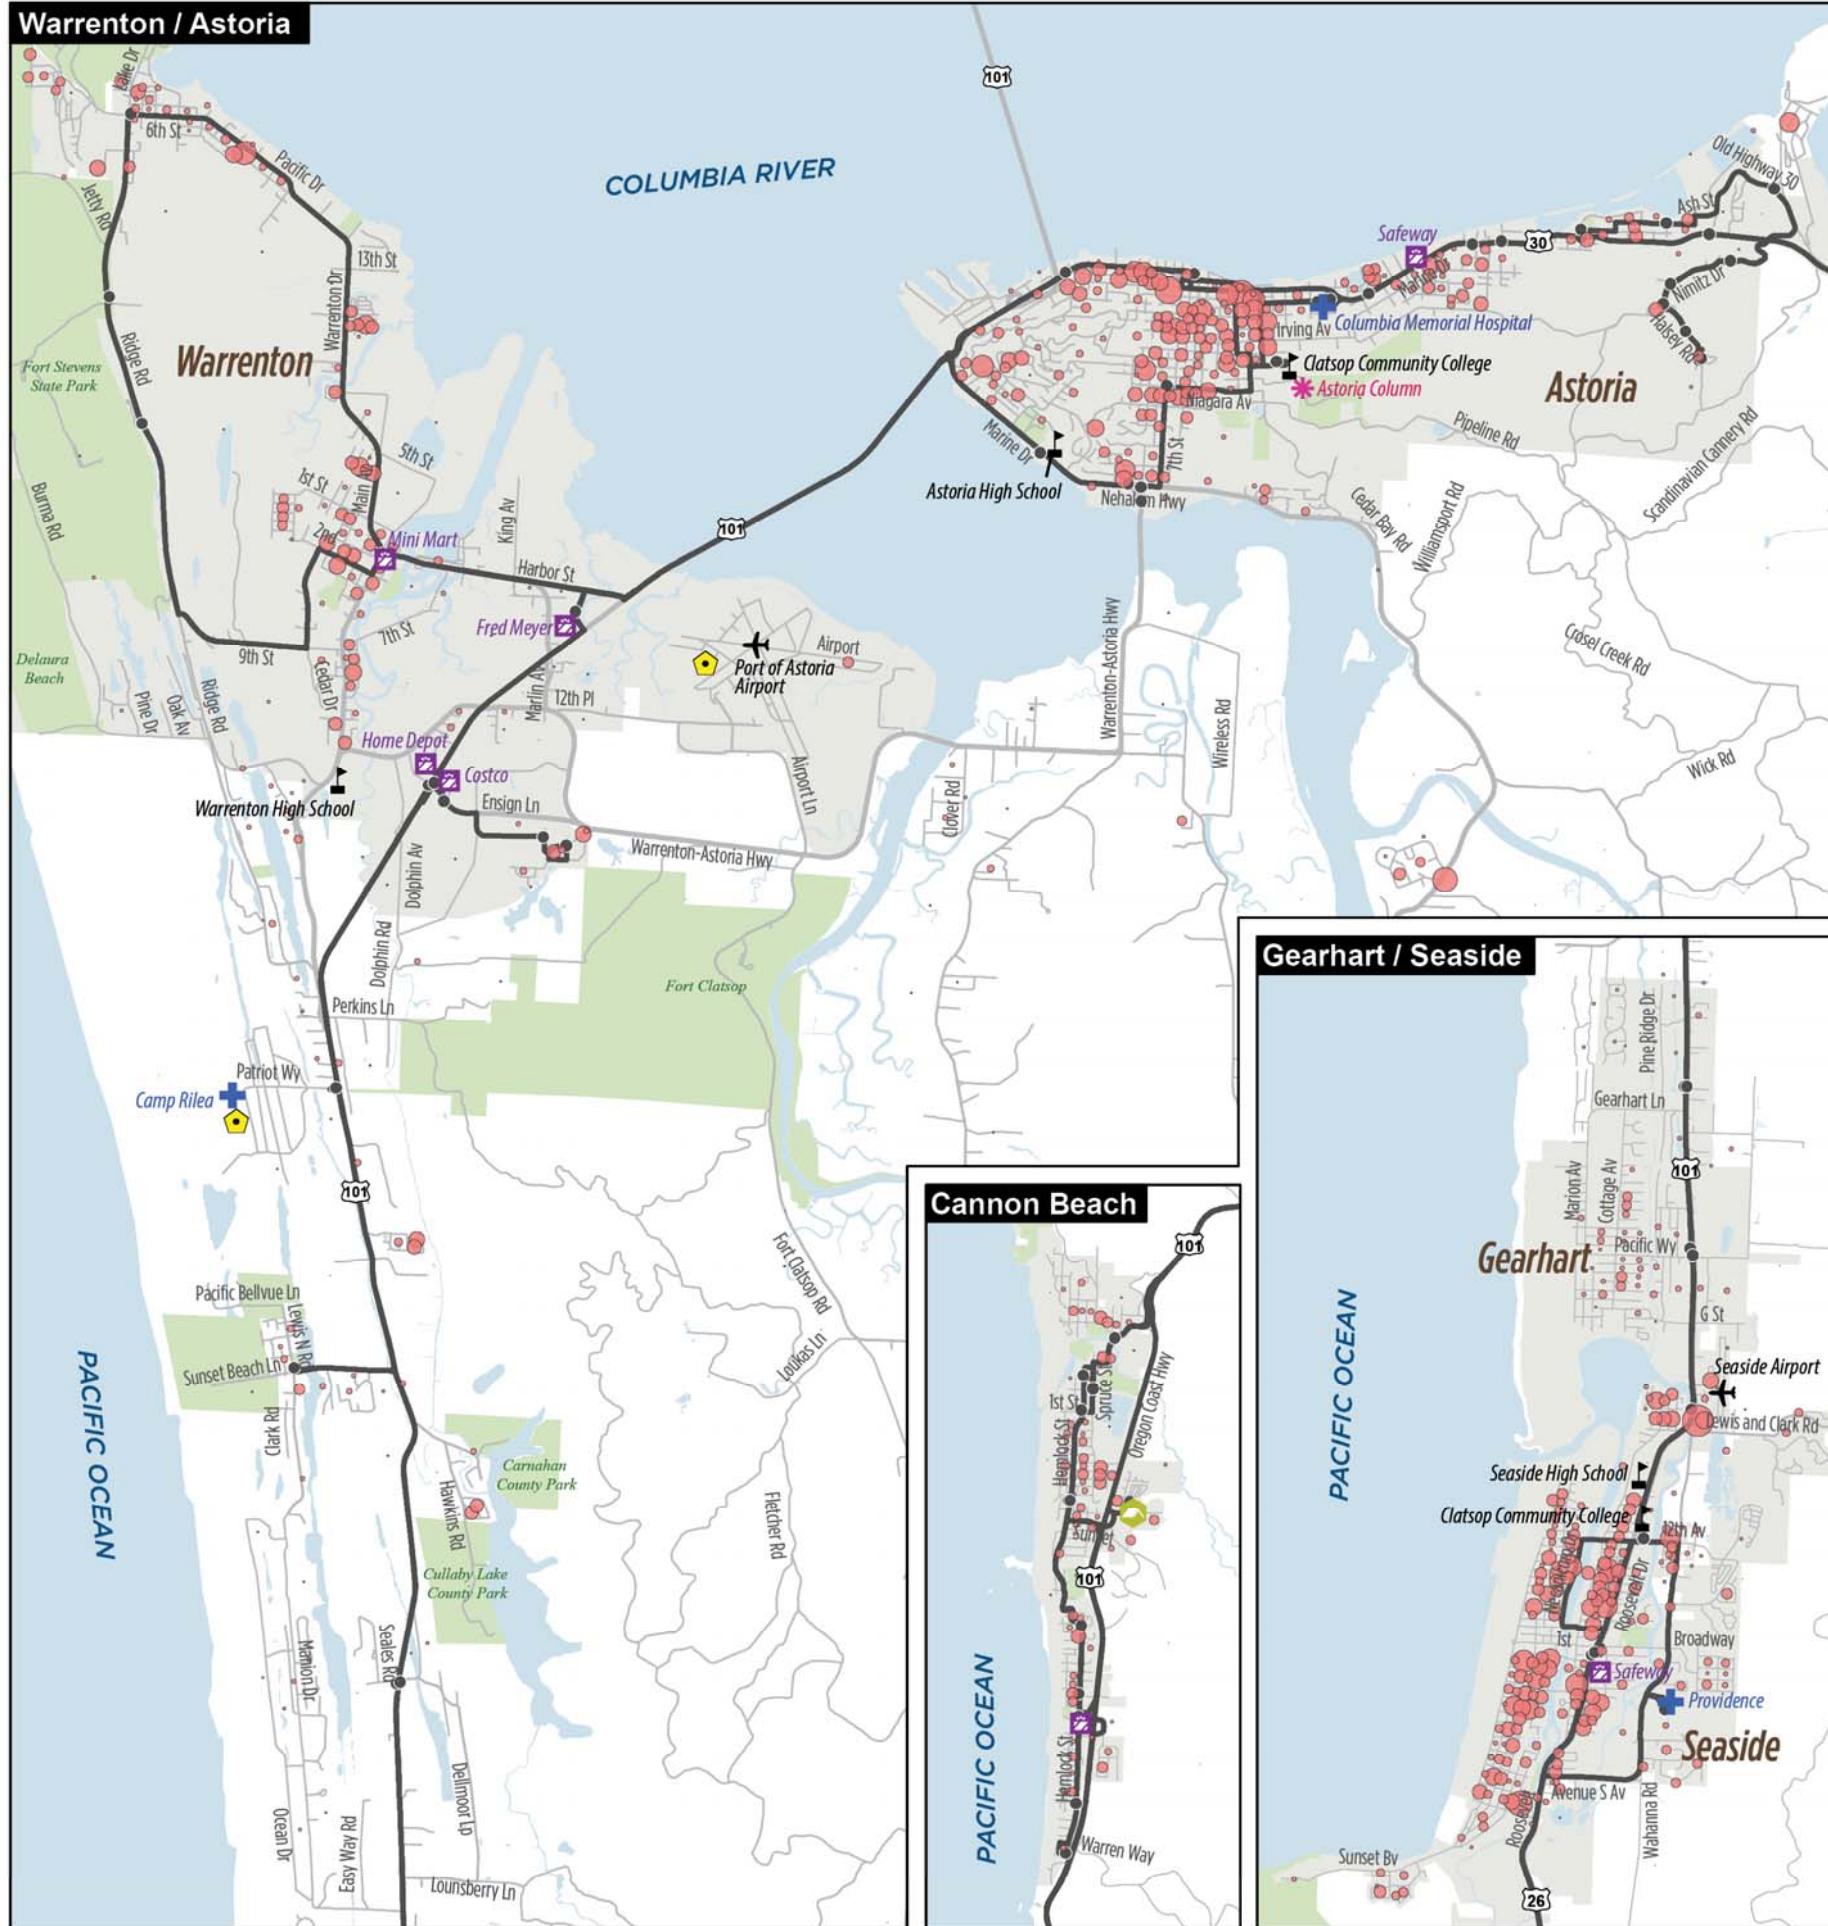 Warrenton / Astoria
Lake Dr
6th St
Pacific Dr
Jetty Rd
101
COLUMBIA RIVER
Old Highway 30
Ash St
Safeway
30
Marine Dr
Nimitz Dr
Halsey Rd
13th St
Warrenton Dr
Ridge Rd
Warrenton
Fort Stevens
State Park
Irving Av
Columbia Memorial Hospital
Clatsop Community College
Astoria Column
Astoria
Niagara Av
Pipeline Rd
Scandinavian Cannery Rd
Marine Dr
7th St
Astoria High School
Nehalem Hwy
Cedar Bay Rd
Williamsport Rd
5th St
1st St
Main Av
2nd
Burma Rd
King Av
Mini Mart
101
Harbor St
Fred Meyer
7th St
9th St
Cedar Dr
Delaura
Beach
Pine Dr
Oak Av
Ridge Rd
Marlin Av
12th Pl
Airport
Port of Astoria
Airport
Warrenton-Astoria Hwy
Wireless Rd
Crosel Creek Rd
Wick Rd
Home Depot
Costco
Ensign Ln
Airport Ln
Clover Rd
Warrenton High School
Warrenton-Astoria Hwy
Dolphin Av
Dolphin Rd
Fort Clatsop
Perkins Ln
Patriot Wy
Camp Rilea
101
Pacific Bellvue Ln
Lewis N Rd
Sunset Beach Ln
Clark Rd
Fort Clatsop Rd
Loukas Ln
PACIFIC OCEAN
Carnahan
County Park
Hawkins Rd
Fletcher Rd
Cullaby Lake
County Park
Manion Dr
Seales Rd
Dellmoor Lp
Ocean Dr
Easy Way Rd
Lounsberry Ln
Cannon Beach
101
1st St
Spruce St
Hemlock St
Oregon Coast Hwy
Sunset
101
PACIFIC OCEAN
Hemlock St
Warren Way
Gearhart / Seaside
Pine Ridge Dr
Gearhart Ln
101
Marion Av
Cottage Av
Pacific Wy
Gearhart
G St
PACIFIC OCEAN
Seaside Airport
Lewis and Clark Rd
Seaside High School
Clatsop Community College
12th Av
Roosevelt Dr
1st
Broadway
Safeway
Providence
Seaside
Avenue S Av
Wahanna Rd
Roosevelt
Sunset Bv
26